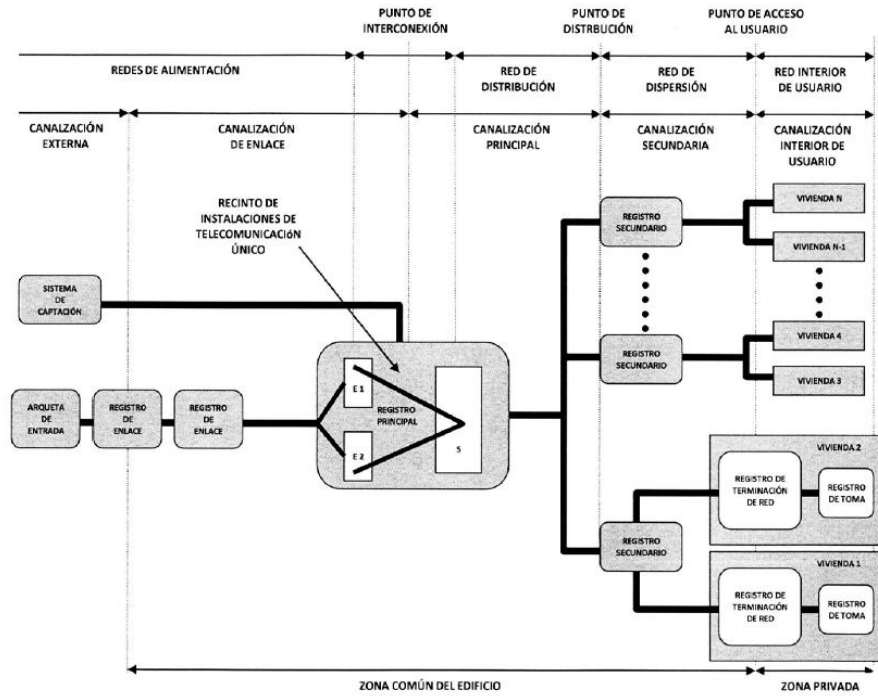 PUNTO DE
INTERCONEXIÓN
PUNTO DE
DISTRBUCIÓN
PUNTO DE ACCESO
AL USUARIO
REDES DE ALIMENTACIÓN
RED DE
DISTRIBUCIÓN
RED DE
DISPERSIÓN
RED INTERIOR
DE USUARIO
CANALZACIÓN
EXTERNA
CANALIZACIÓN
DE ENLACE
CANALIZACIÓN
PRINCIPAL
CANALIZACIÓN
SECUNDARIA
CANALIZACIÓN
INTERIOR DE
USUARIO
RECINTO DE
INSTALACIONES DE
TELECOMUNICACIÓN
ÚNICO
REGISTRO
SECUNDARIO
VIVIENDA N
VIVIENDA N-1
SISTEMA
DE
CAPTACIÓN
REGISTRO
SECUNDARIO
VIVIENDA 4
VIVIENDA 3
ARQUETA
DE
ENTRADA
REGISTRO
DE
ENLACE
REGISTRO
DE
ENLACE
E 1
REGISTRO
PRINCIPAL
E 2
S
VIVIENDA 2
REGISTRO DE
TERMINACIÓN
DE RED
REGISTRO
DE TOMA
REGISTRO
SECUNDARIO
VIVIENDA 1
REGISTRO DE
TERMINACIÓN
DE RED
REGISTRO
DE TOMA
ZONA COMÚN DEL EDIFICIO
ZONA PRIVADA